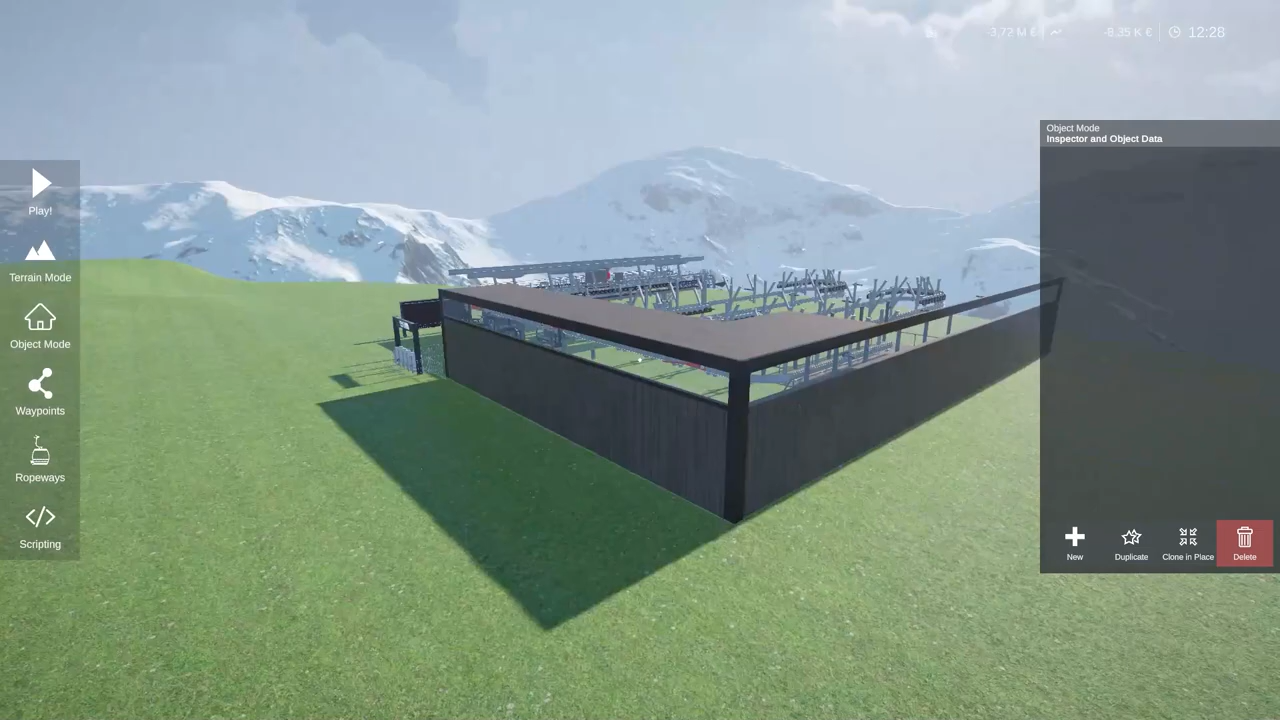 -3,72 M €
-8,35 K €
12:28
Object Mode
Inspector and Object Data
Play!
Terrain Mode
Object Mode
Waypoints
Ropeways
Scripting
New
Duplicate
Clone in Place
Delete